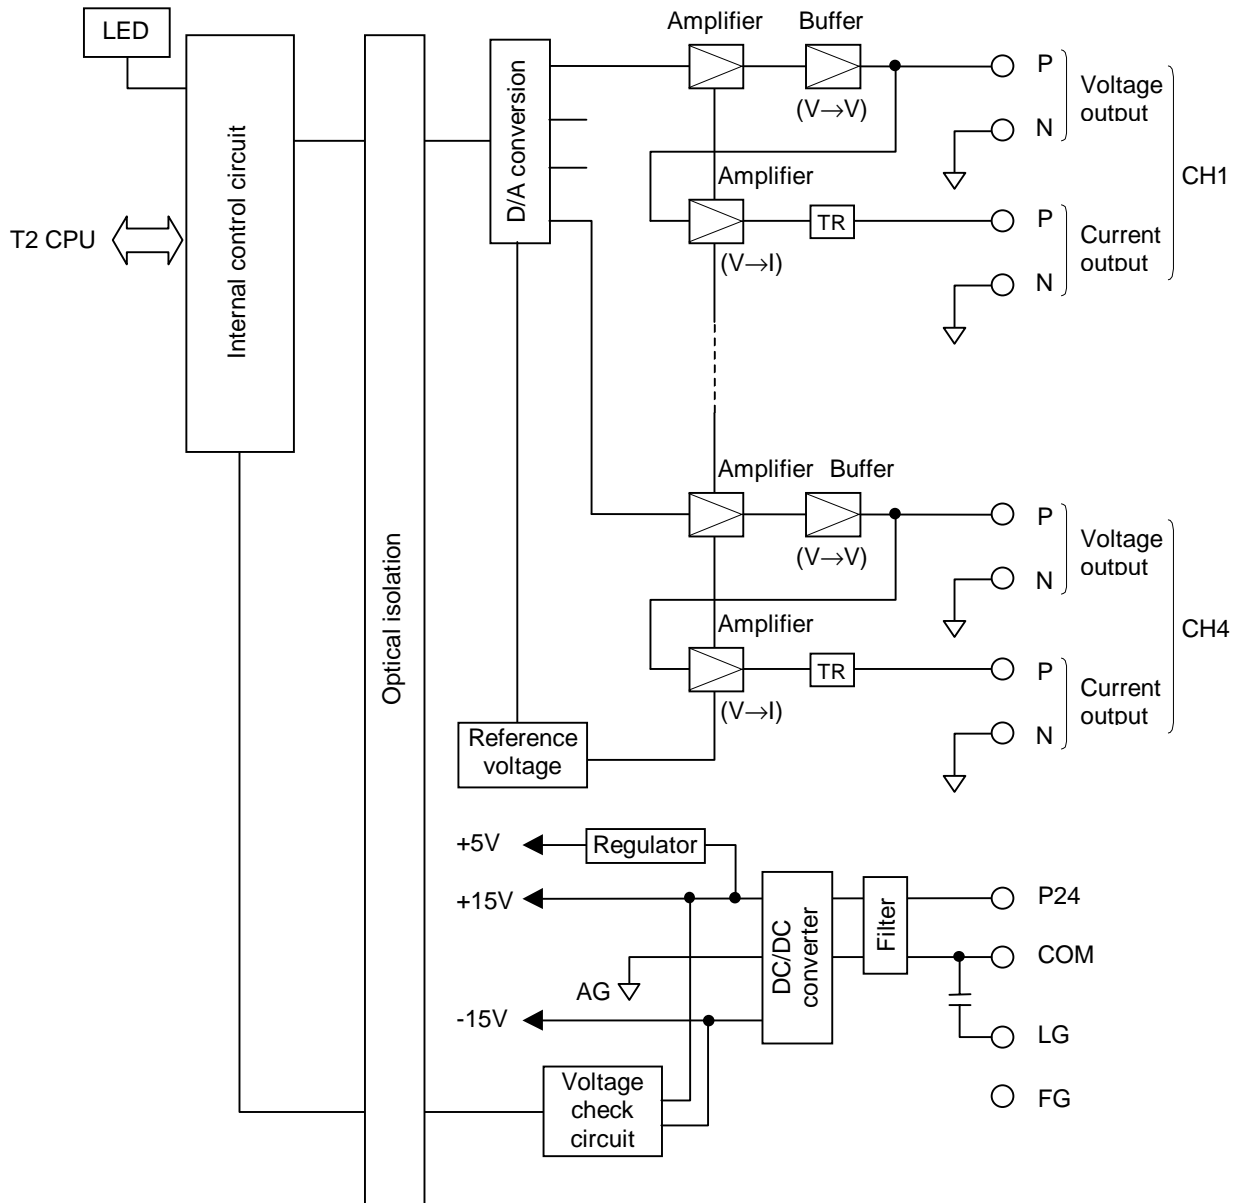 LED
Internal control circuit
T2 CPU
Optical isolation
D/A conversion
Amplifier
Buffer
(V→V)
P
N
Voltage
output
Amplifier
(V→I)
TR
P
N
Current
output
CH1
Amplifier
Buffer
(V→V)
P
N
Voltage
output
Amplifier
(V→I)
TR
P
N
Current
output
CH4
Reference
voltage
+5V
Regulator
+15V
AG
-15V
DC/DC
converter
Filter
P24
COM
LG
FG
Voltage
check
circuit